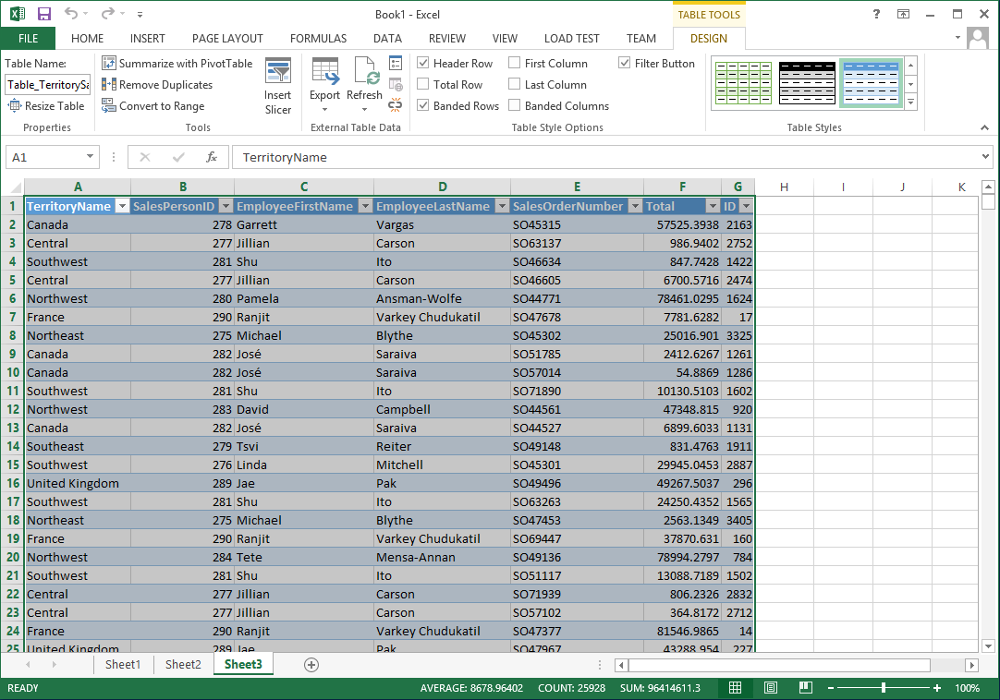 Book1 - Excel
TABLE TOOLS
FILE HOME INSERT PAGE LAYOUT FORMULAS DATA REVIEW VIEW LOAD TEST TEAM DESIGN
Table Name:
Table_TerritorySa
Resize Table
Properties
Summarize with PivotTable
Remove Duplicates
Convert to Range
Insert
Slicer
Tools
Export Refresh
External Table Data
Header Row First Column Filter Button
Total Row Last Column
Banded Rows Banded Columns
Table Style Options
Table Styles
A1 fx TerritoryName
A B C D E F G H I J K
1 TerritoryName SalesPersonID EmployeeFirstName EmployeeLastName SalesOrderNumber Total ID
2 Canada 278 Garrett Vargas SO45315 57525.3938 2163
3 Central 277 Jillian Carson SO63137 986.9402 2752
4 Southwest 281 Shu Ito SO46634 847.7428 1422
5 Central 277 Jillian Carson SO46605 6700.5716 2474
6 Northwest 280 Pamela Ansman-Wolfe SO44771 78461.0295 1624
7 France 290 Ranjit Varkey Chudukatil SO47678 7781.6282 17
8 Northeast 275 Michael Blythe SO45302 25016.901 3325
9 Canada 282 José Saraiva SO51785 2412.6267 1261
10 Canada 282 José Saraiva SO57014 54.8869 1286
11 Southwest 281 Shu Ito SO71890 10130.5103 1602
12 Northwest 283 David Campbell SO44561 47348.815 920
13 Canada 282 José Saraiva SO44527 6899.6033 1131
14 Southeast 279 Tsvi Reiter SO49148 831.4763 1911
15 Southwest 276 Linda Mitchell SO45301 29945.0453 2887
16 United Kingdom 289 Jae Pak SO49496 49267.5037 296
17 Southwest 281 Shu Ito SO63263 24250.4352 1565
18 Northeast 275 Michael Blythe SO47453 2563.1349 3405
19 France 290 Ranjit Varkey Chudukatil SO69447 37870.631 160
20 Northwest 284 Tete Mensa-Annan SO49136 78994.2797 784
21 Southwest 281 Shu Ito SO51117 13088.7189 1502
22 Central 277 Jillian Carson SO71939 806.2326 2832
23 Central 277 Jillian Carson SO57102 364.8172 2712
24 France 290 Ranjit Varkey Chudukatil SO47377 81546.9865 14
25 United Kingdom 289 Jae Pak SO47967 43288.954 227
Sheet1 Sheet2 Sheet3
READY AVERAGE: 8678.96402 COUNT: 25928 SUM: 96414611.3 100%